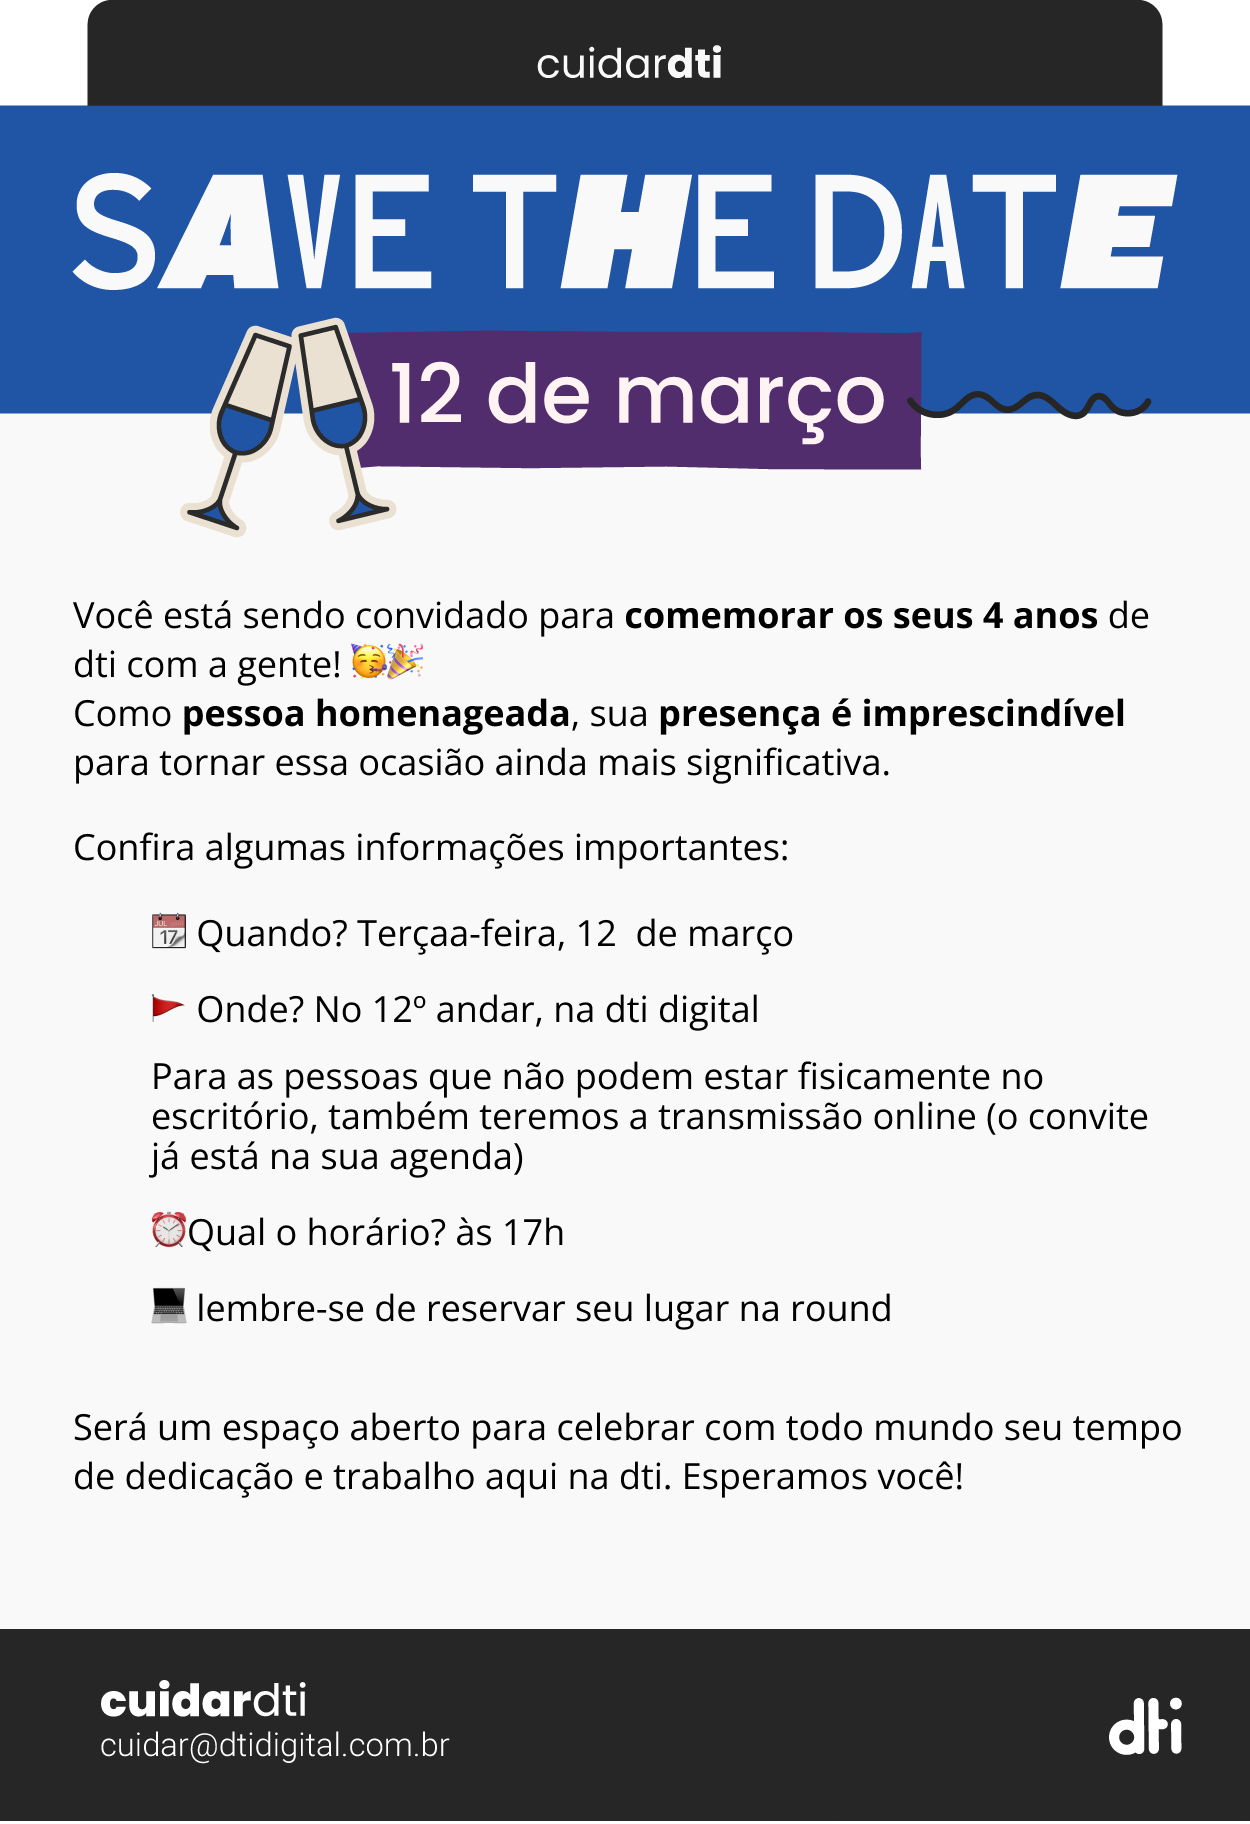 cuidardti
SAVE THE DATE
12 de março
Você está sendo convidado para comemorar os seus 4 anos de
dti com a gente! 🥳🎉
Como pessoa homenageada, sua presença é imprescindível
para tornar essa ocasião ainda mais significativa.
Confira algumas informações importantes:
📅 Quando? Terçaa-feira, 12  de março
🚩 Onde? No 12º andar, na dti digital
Para as pessoas que não podem estar fisicamente no
escritório, também teremos a transmissão online (o convite
já está na sua agenda)
⏰Qual o horário? às 17h
💻 lembre-se de reservar seu lugar na round
Será um espaço aberto para celebrar com todo mundo seu tempo
de dedicação e trabalho aqui na dti. Esperamos você!
cuidardti
cuidar@dtidigital.com.br
dti